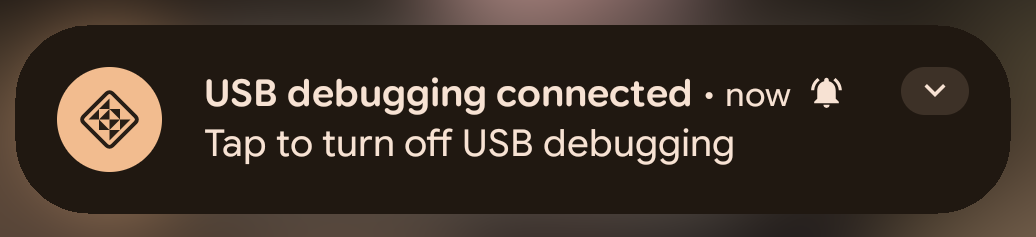 USB debugging connected • now
Tap to turn off USB debugging